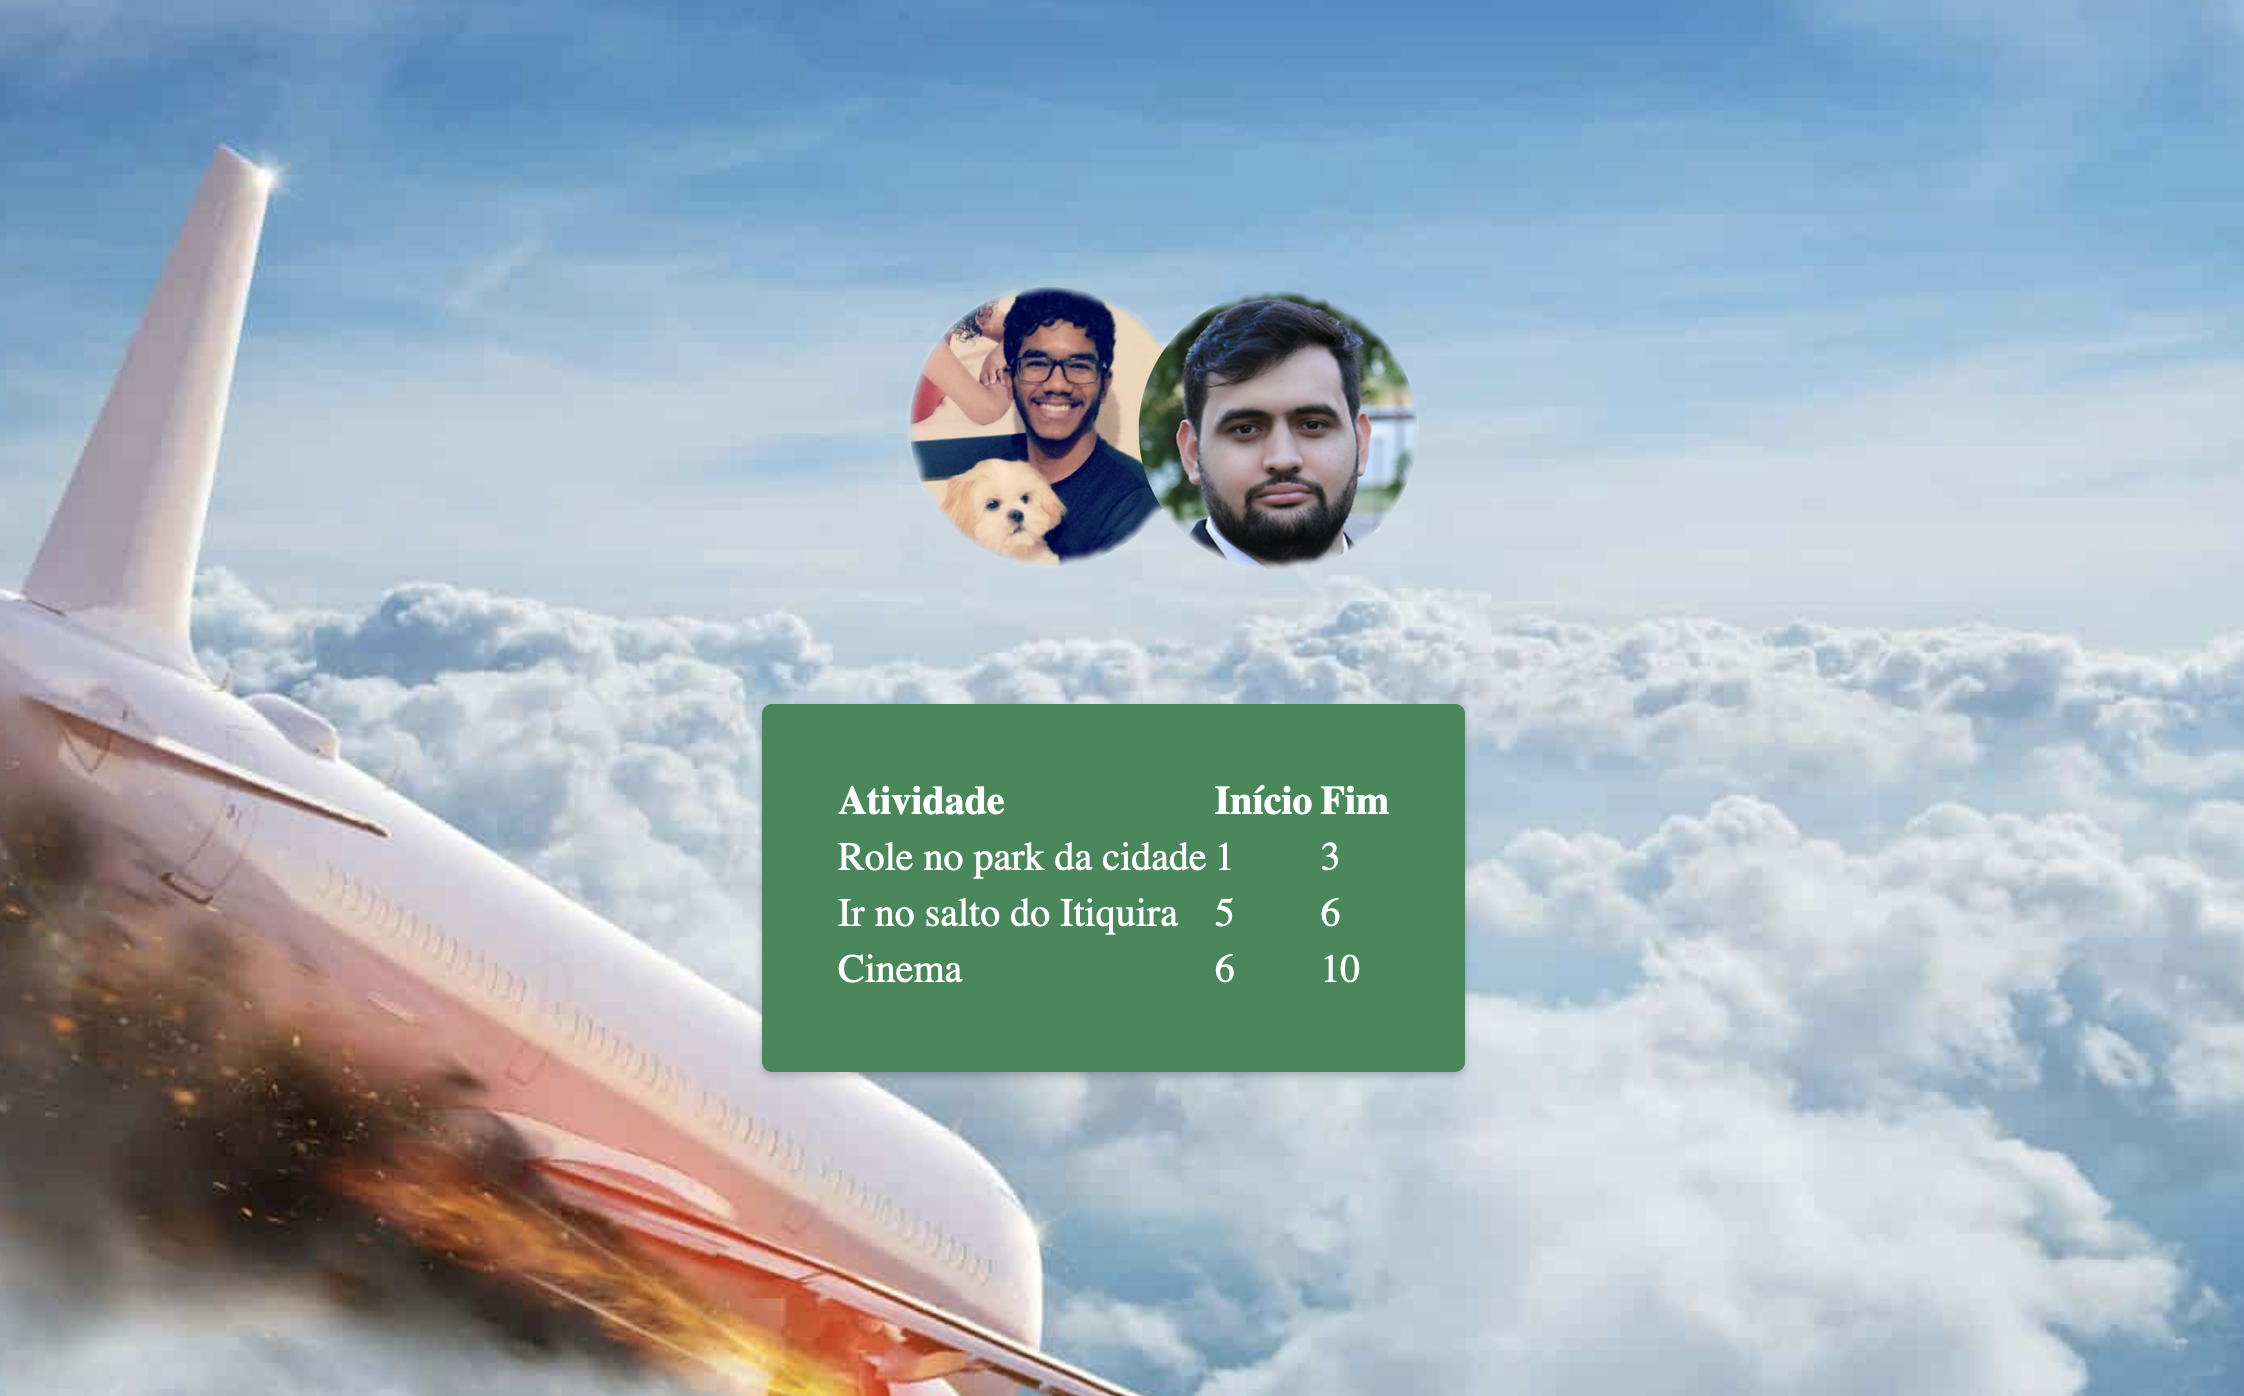 Atividade Início Fim
Role no park da cidade 1 3
Ir no salto do Itiquira 5 6
Cinema 6 10